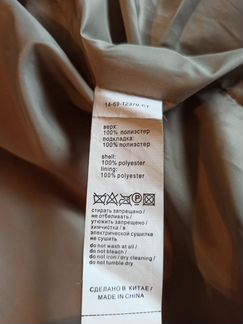 верх:
100% полиэстер
подкладка:
100% полиэстер
shell:
100% polyester
lining:
100% polyester
стирать запрещено /
не отбеливать /
утюжить запрещено /
химчистка / в
электрической сушилке
не сушить
do not wash at all /
do not bleach /
do not iron / dry cleaning /
do not tumble dry
СДЕЛАНО В КИТАЕ /
MADE IN CHINA